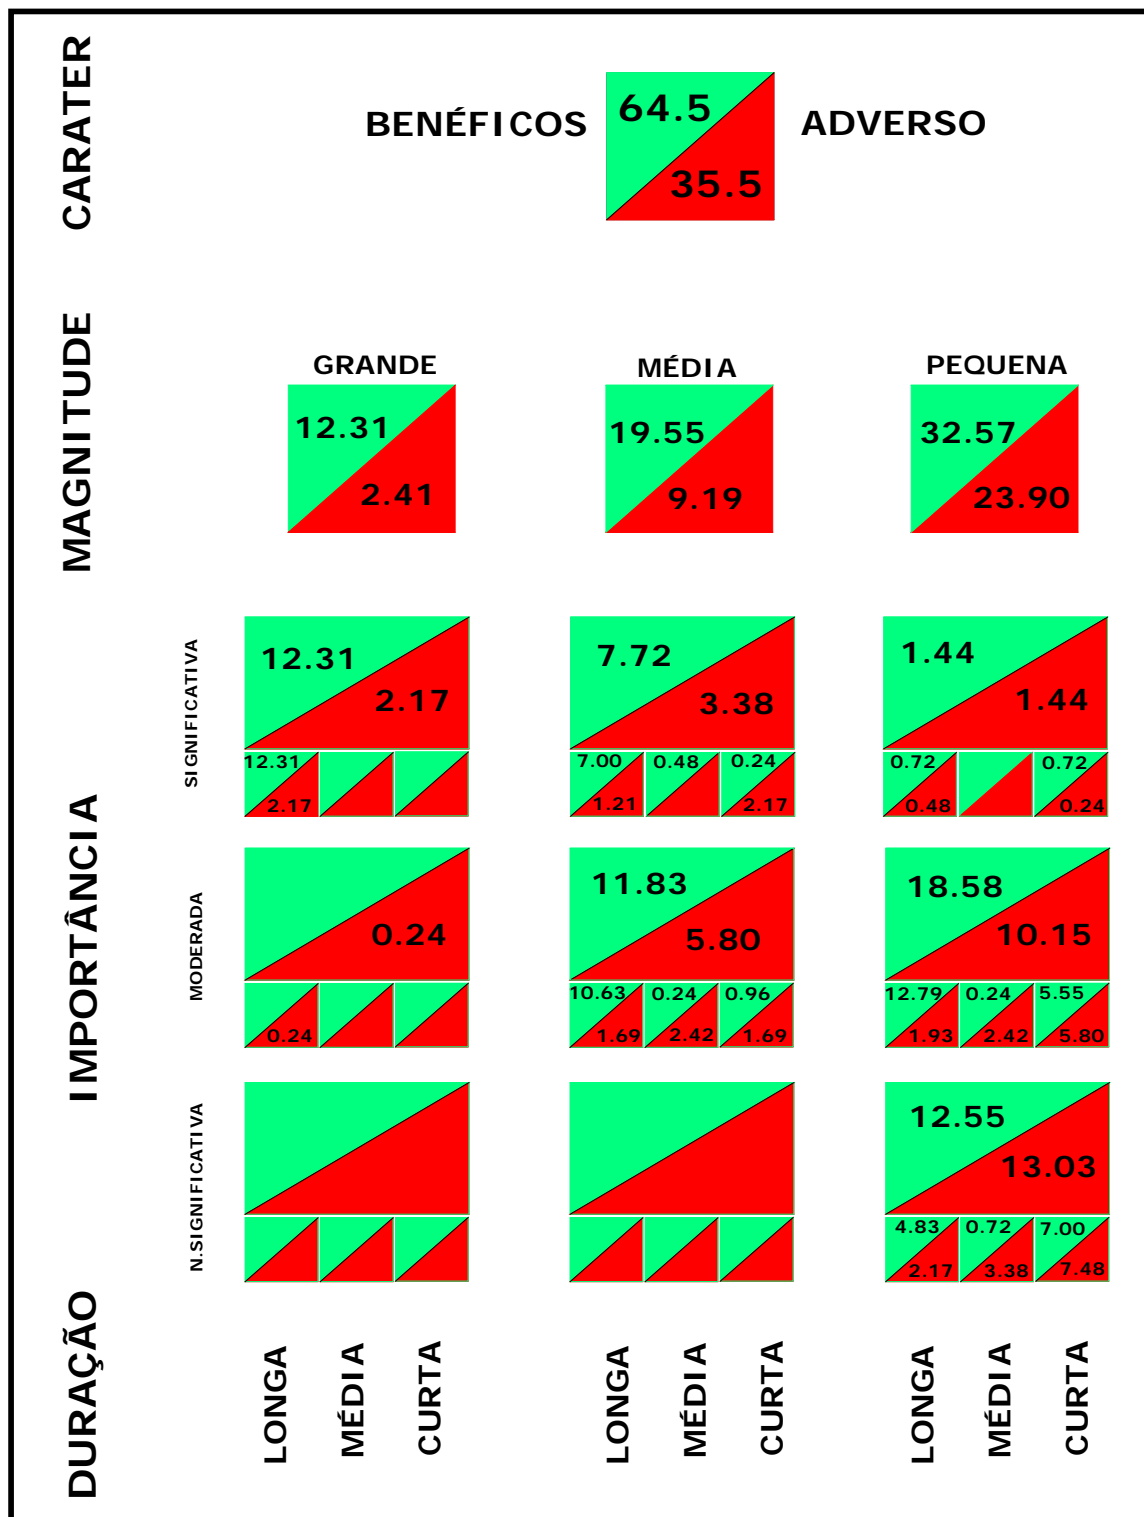 CARATER
BENÉFICOS
64.5
35.5
ADVERSO
MAGNITUDE
GRANDE
MÉDIA
PEQUENA
12.31
19.55
32.57
2.41
9.19
23.90
IMPORTÂNCIA
SIGNIFICATIVA
12.31
7.72
1.44
2.17
3.38
1.44
12.31
7.00
0.48
0.24
0.72
0.72
2.17
1.21
2.17
0.48
0.24
MODERADA
11.83
18.58
0.24
5.80
10.15
10.63
0.24
0.96
12.79
0.24
5.55
0.24
1.69
2.42
1.69
1.93
2.42
5.80
N.SIGNIFICATIVA
12.55
13.03
4.83
0.72
7.00
2.17
3.38
7.48
DURAÇÃO
LONGA
MÉDIA
CURTA
LONGA
MÉDIA
CURTA
LONGA
MÉDIA
CURTA